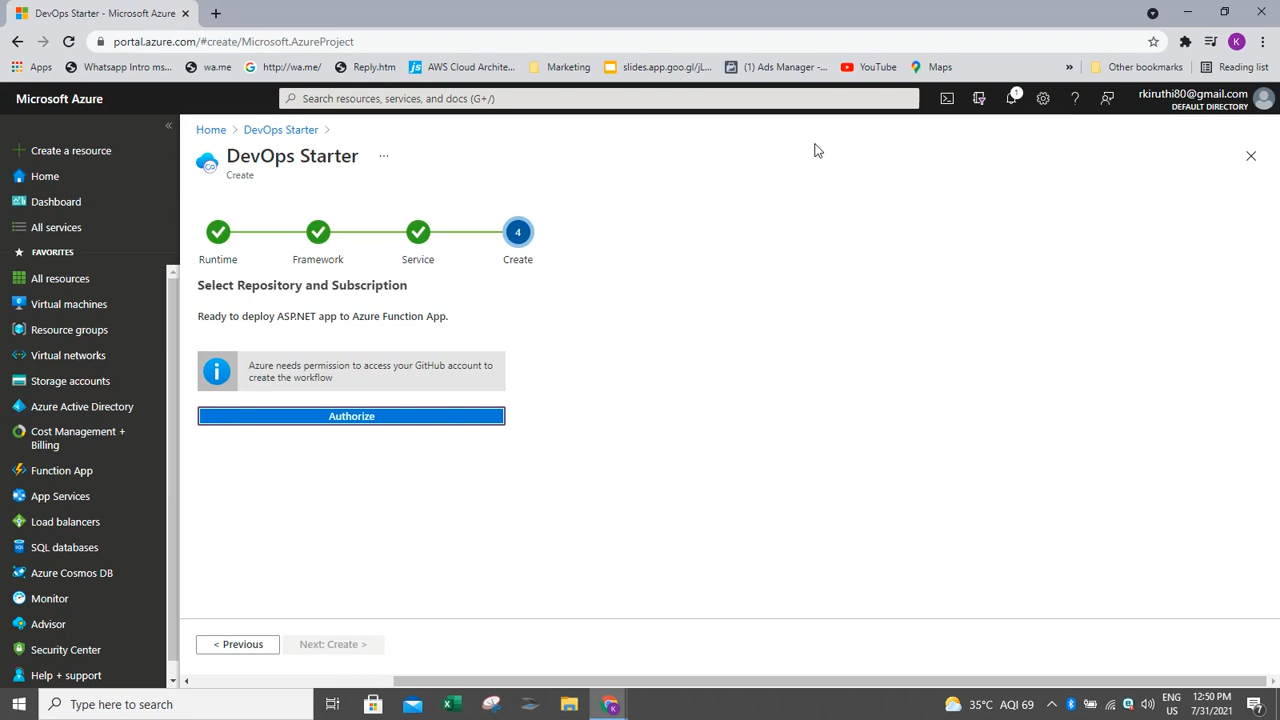 DevOps Starter - Microsoft Azure
portal.azure.com/#create/Microsoft.AzureProject
K
Apps
Whatsapp Intro ms...
wa.me
http://wa.me/
Reply.htm
AWS Cloud Archite...
Marketing
slides.app.goo.gl/jL...
(1) Ads Manager -...
YouTube
Maps
»
Other bookmarks
Reading list
Microsoft Azure
Search resources, services, and docs (G+/)
1
rkiruthi80@gmail.com
DEFAULT DIRECTORY
«
Create a resource
Home
Dashboard
All services
FAVORITES
All resources
Virtual machines
Resource groups
Virtual networks
Storage accounts
Azure Active Directory
Cost Management +
Billing
Function App
App Services
Load balancers
SQL databases
Azure Cosmos DB
Monitor
Advisor
Security Center
Help + support
Home > DevOps Starter >
DevOps Starter ...
Create
4
Runtime
Framework
Service
Create
Select Repository and Subscription
Ready to deploy ASP.NET app to Azure Function App.
Azure needs permission to access your GitHub account to
create the workflow
Authorize
< Previous
Next: Create >
Type here to search
35°C AQI 69
ENG
US
12:50 PM
7/31/2021
7